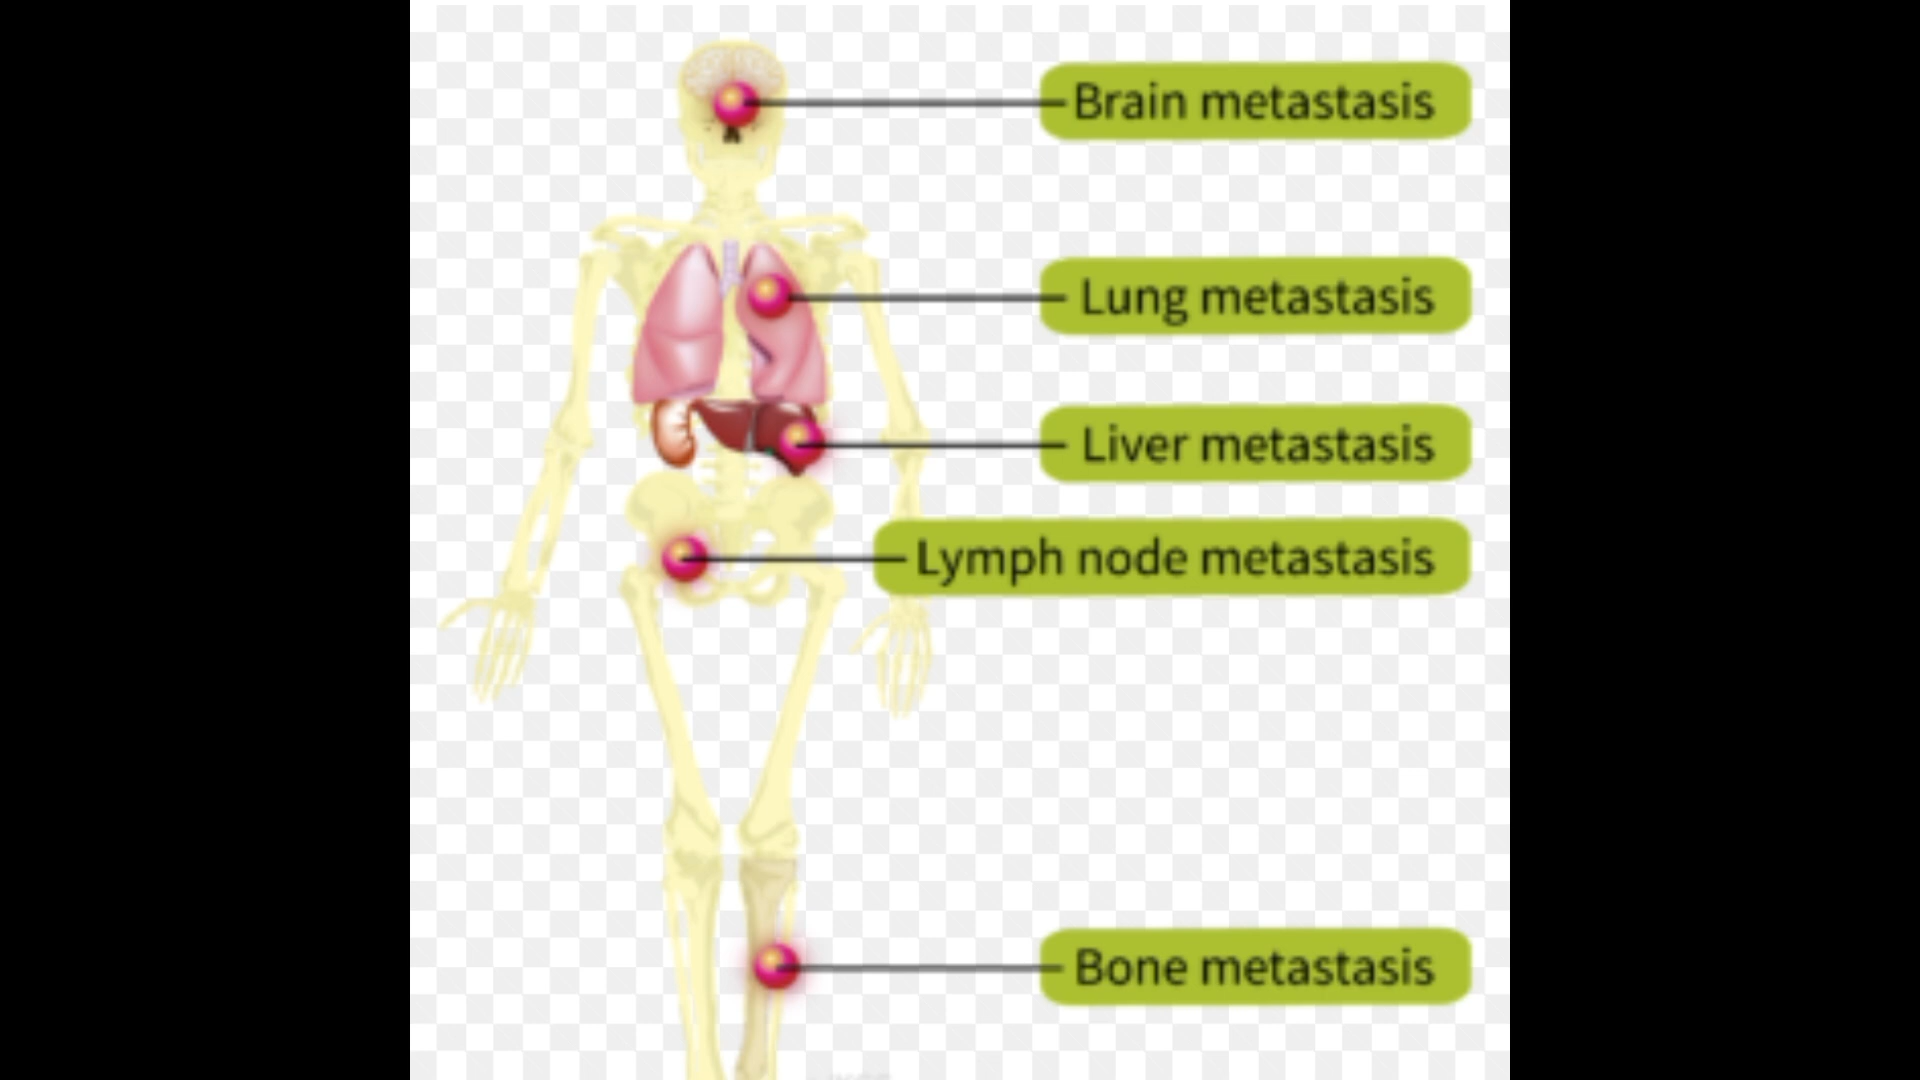 Brain metastasis
Lung metastasis
Liver metastasis
Lymph node metastasis
Bone metastasis